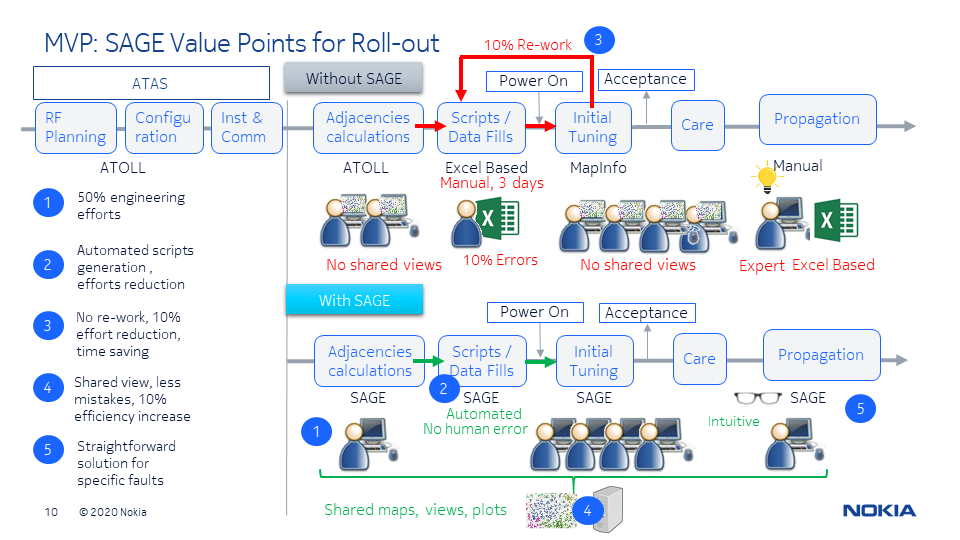 MVP: SAGE Value Points for Roll-out
10% Re-work
3
ATAS
Without SAGE
Power On
Acceptance
RF
Planning
Configu
ration
Inst &
Comm
Adjacencies
calculations
Scripts /
Data Fills
Initial
Tuning
Care
Propagation
ATOLL
ATOLL
Excel Based
Manual, 3 days
MapInfo
Manual
1
50% engineering
efforts
2
Automated scripts
generation ,
efforts reduction
3
No re-work, 10%
effort reduction,
time saving
4
Shared view, less
mistakes, 10%
efficiency increase
5
Straightforward
solution for
specific faults
X
X
No shared views
10% Errors
No shared views
Expert
Excel Based
With SAGE
Power On
Acceptance
Adjacencies
calculations
Scripts /
Data Fills
Initial
Tuning
Care
Propagation
SAGE
2
SAGE
SAGE
SAGE
5
Automated
No human error
Intuitive
1
Shared maps, views, plots
4
10
© 2020 Nokia
NOKIA